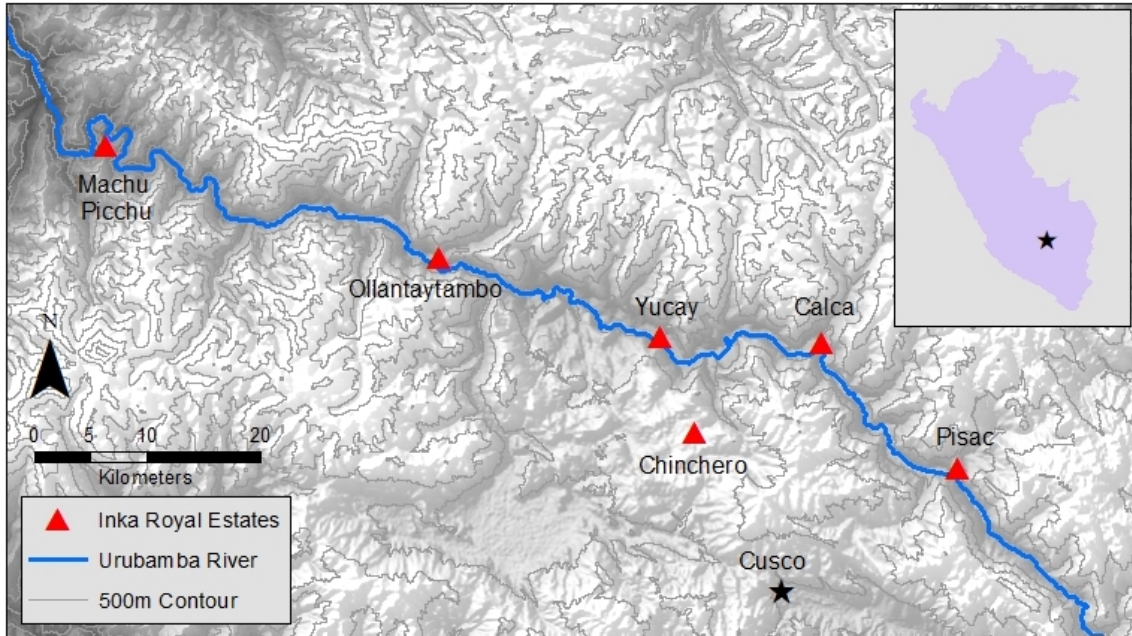 Machu
Picchu
Ollantaytambo
Yucay
Calca
Chinchero
Pisac
Cusco
N
0 5 10 20
Kilometers
Inka Royal Estates
Urubamba River
500m Contour